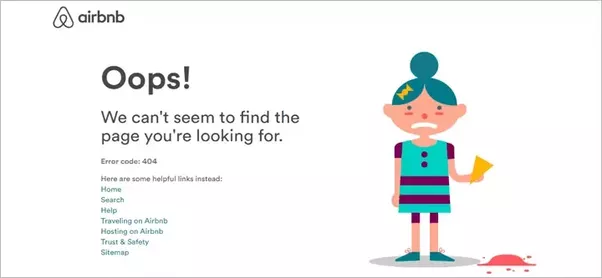 airbnb
Oops!
We can't seem to find the
page you're looking for.
Error code: 404
Here are some helpful links instead:
Home
Search
Help
Traveling on Airbnb
Hosting on Airbnb
Trust & Safety
Sitemap